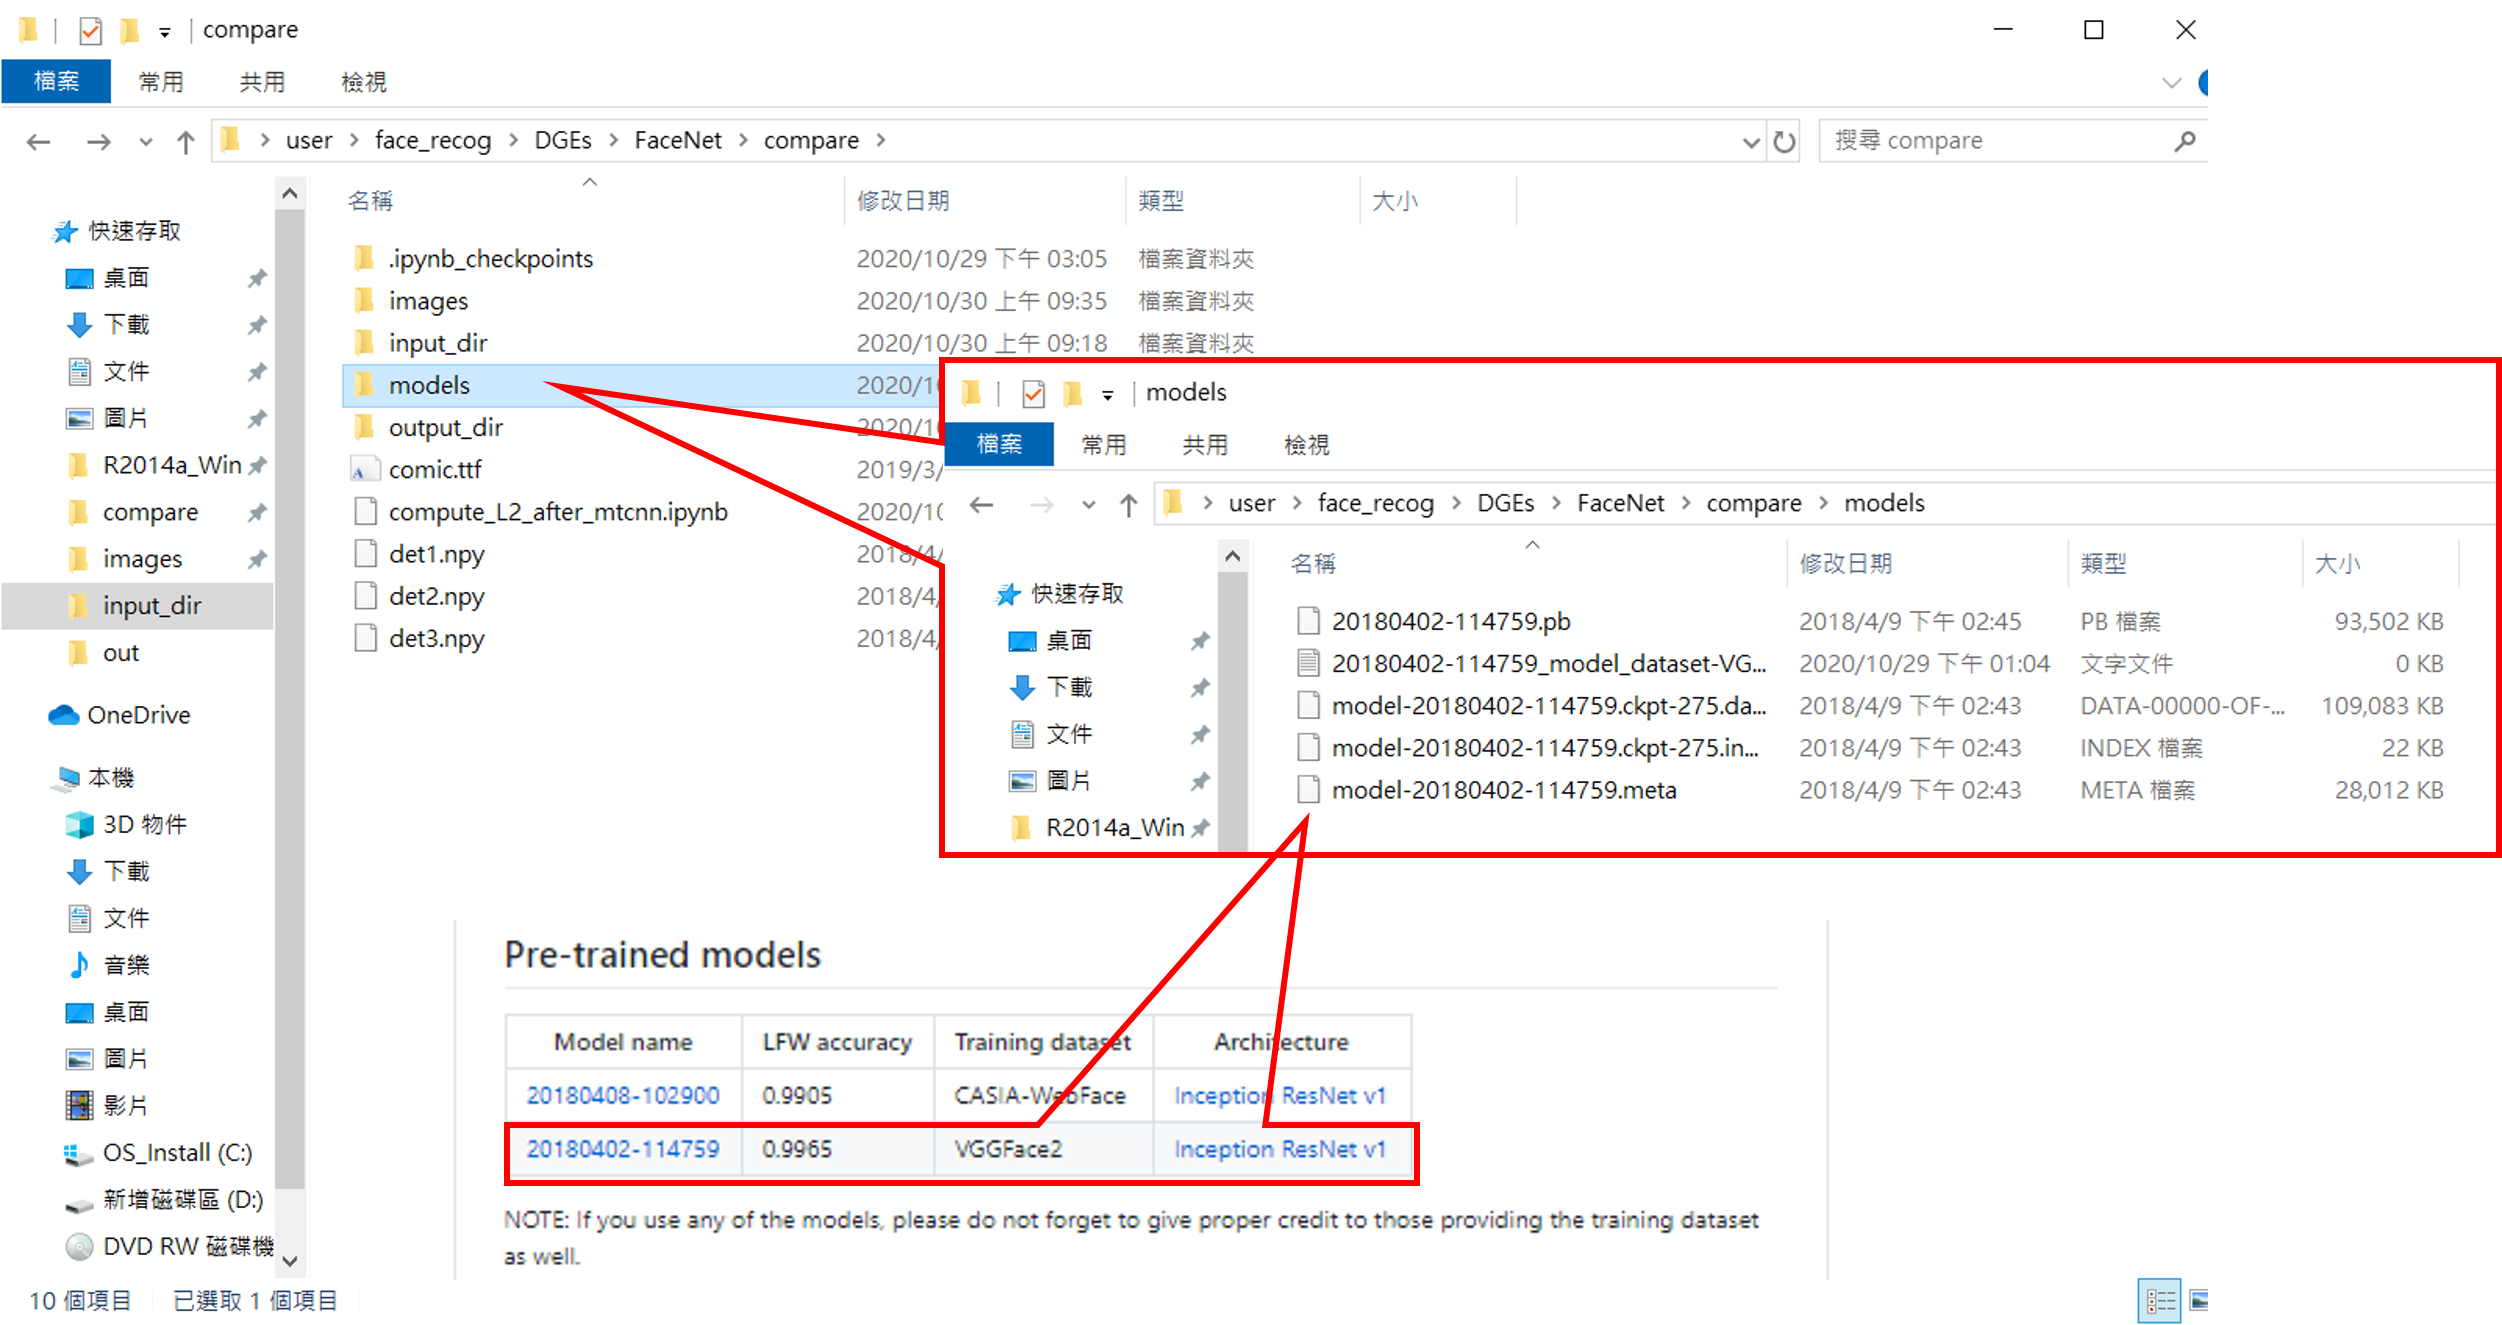 compare
檔案 常用 共用 檢視
user > face_recog > DGEs > FaceNet > compare >
搜尋 compare
快速存取
桌面
下載
文件
圖片
R2014a_Win
compare
images
input_dir
out
OneDrive
本機
3D 物件
下載
文件
音樂
桌面
圖片
影片
OS_Install (C:)
新增磁碟區 (D:)
DVD RW 磁碟機
名稱 修改日期 類型 大小
.ipynb_checkpoints 2020/10/29 下午 03:05 檔案資料夾
images 2020/10/30 上午 09:35 檔案資料夾
input_dir 2020/10/30 上午 09:18 檔案資料夾
models 2020/1
output_dir 2020/1
comic.ttf 2019/3/
compute_L2_after_mtcnn.ipynb 2020/10
det1.npy 2018/4/
det2.npy 2018/4/
det3.npy 2018/4/
models
檔案 常用 共用 檢視
user > face_recog > DGEs > FaceNet > compare > models
快速存取
桌面
下載
文件
圖片
R2014a_Win
名稱 修改日期 類型 大小
20180402-114759.pb 2018/4/9 下午 02:45 PB 檔案 93,502 KB
20180402-114759_model_dataset-VG... 2020/10/29 下午 01:04 文字文件 0 KB
model-20180402-114759.ckpt-275.da... 2018/4/9 下午 02:43 DATA-00000-OF-... 109,083 KB
model-20180402-114759.ckpt-275.in... 2018/4/9 下午 02:43 INDEX 檔案 22 KB
model-20180402-114759.meta 2018/4/9 下午 02:43 META 檔案 28,012 KB
Pre-trained models
Model name LFW accuracy Training dataset Architecture
20180408-102900 0.9905 CASIA-WebFace Inception ResNet v1
20180402-114759 0.9965 VGGFace2 Inception ResNet v1
NOTE: If you use any of the models, please do not forget to give proper credit to those providing the training dataset
as well.
10 個項目 已選取 1 個項目